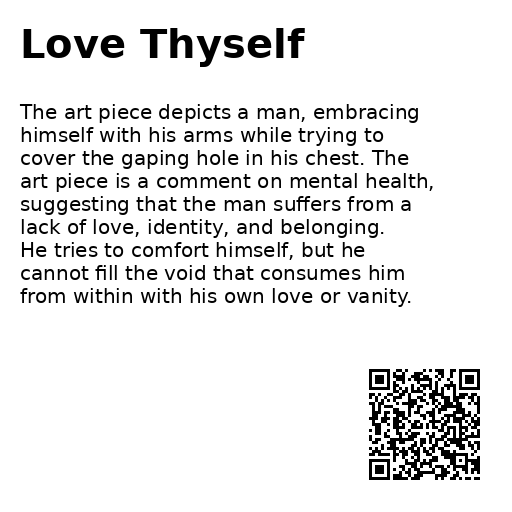 Love Thyself
The art piece depicts a man, embracing
himself with his arms while trying to
cover the gaping hole in his chest. The
art piece is a comment on mental health,
suggesting that the man suffers from a
lack of love, identity, and belonging.
He tries to comfort himself, but he
cannot fill the void that consumes him
from within with his own love or vanity.